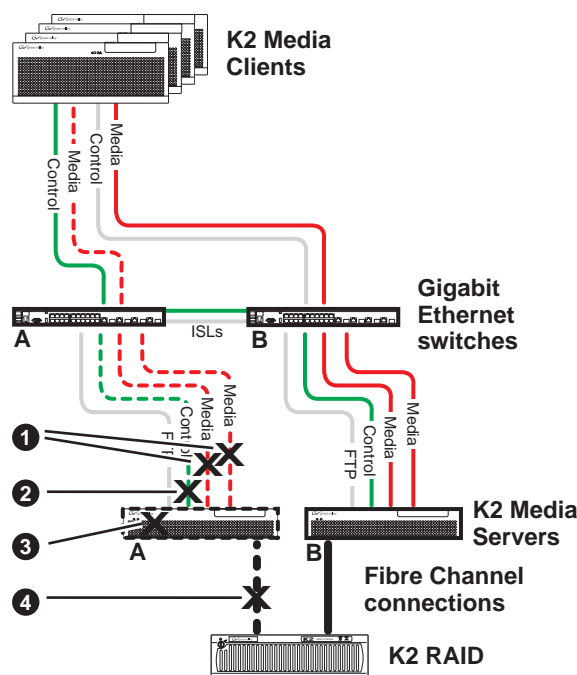 K2 Media
Clients
Control
Media
Control
Media
Gigabit
Ethernet
switches
A
ISLs
B
FTP
Control
Media
Media
FTP
Control
Media
Media
1
2
3
4
A
B
K2 Media
Servers
Fibre Channel
connections
K2
K2 RAID